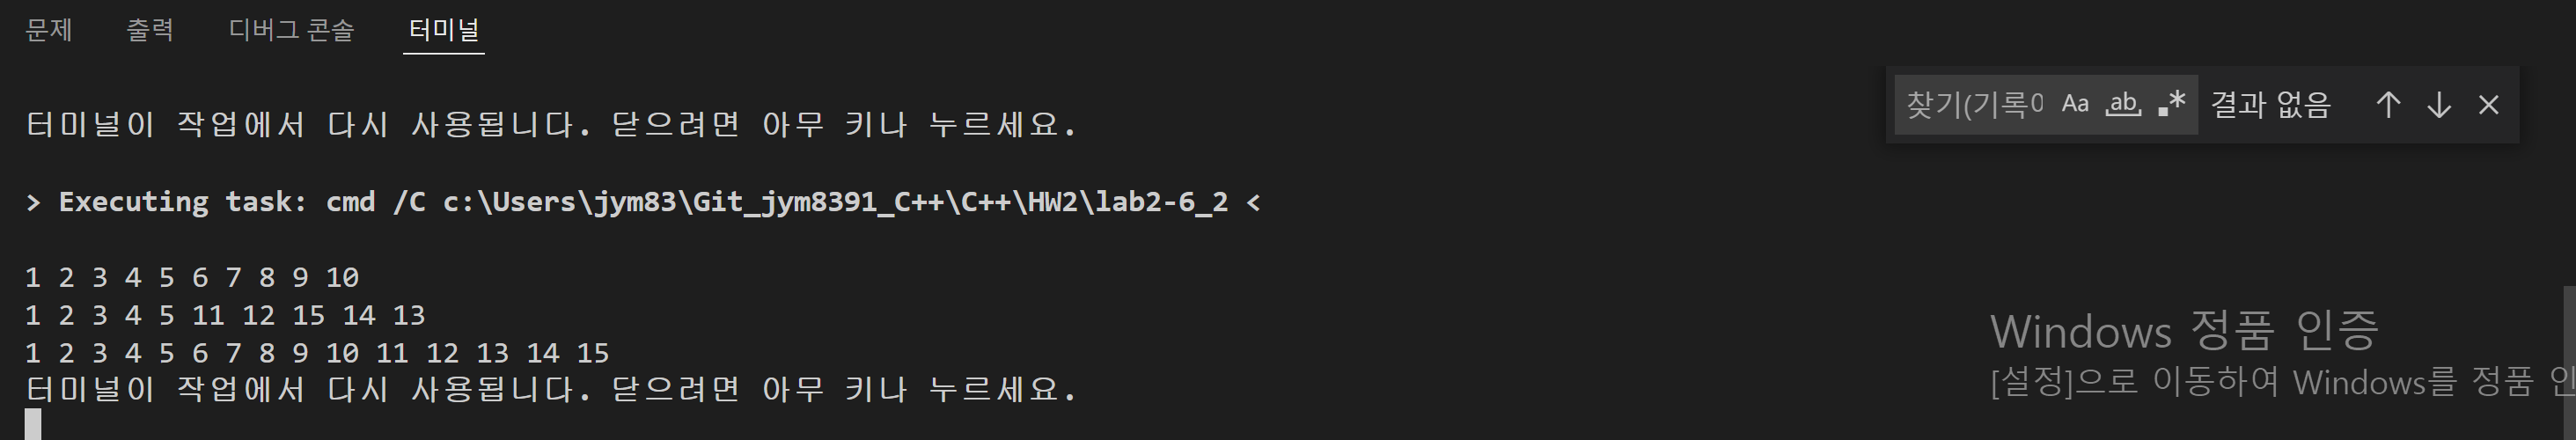 문제 출력 디버그 콘솔 터미널
터미널이 작업에서 다시 사용됩니다. 닫으려면 아무 키나 누르세요.
찾기(기록 Aa ab .* 결과 없음
> Executing task: cmd /C c:\Users\jym83\Git_jym8391_C++\C++\HW2\lab2-6_2 <
1 2 3 4 5 6 7 8 9 10
1 2 3 4 5 11 12 15 14 13
1 2 3 4 5 6 7 8 9 10 11 12 13 14 15
터미널이 작업에서 다시 사용됩니다. 닫으려면 아무 키나 누르세요.
Windows 정품 인증
[설정]으로 이동하여 Windows를 정품